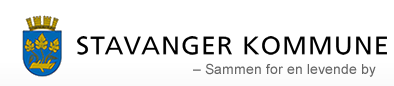 STAVANGER KOMMUNE
– Sammen for en levende by